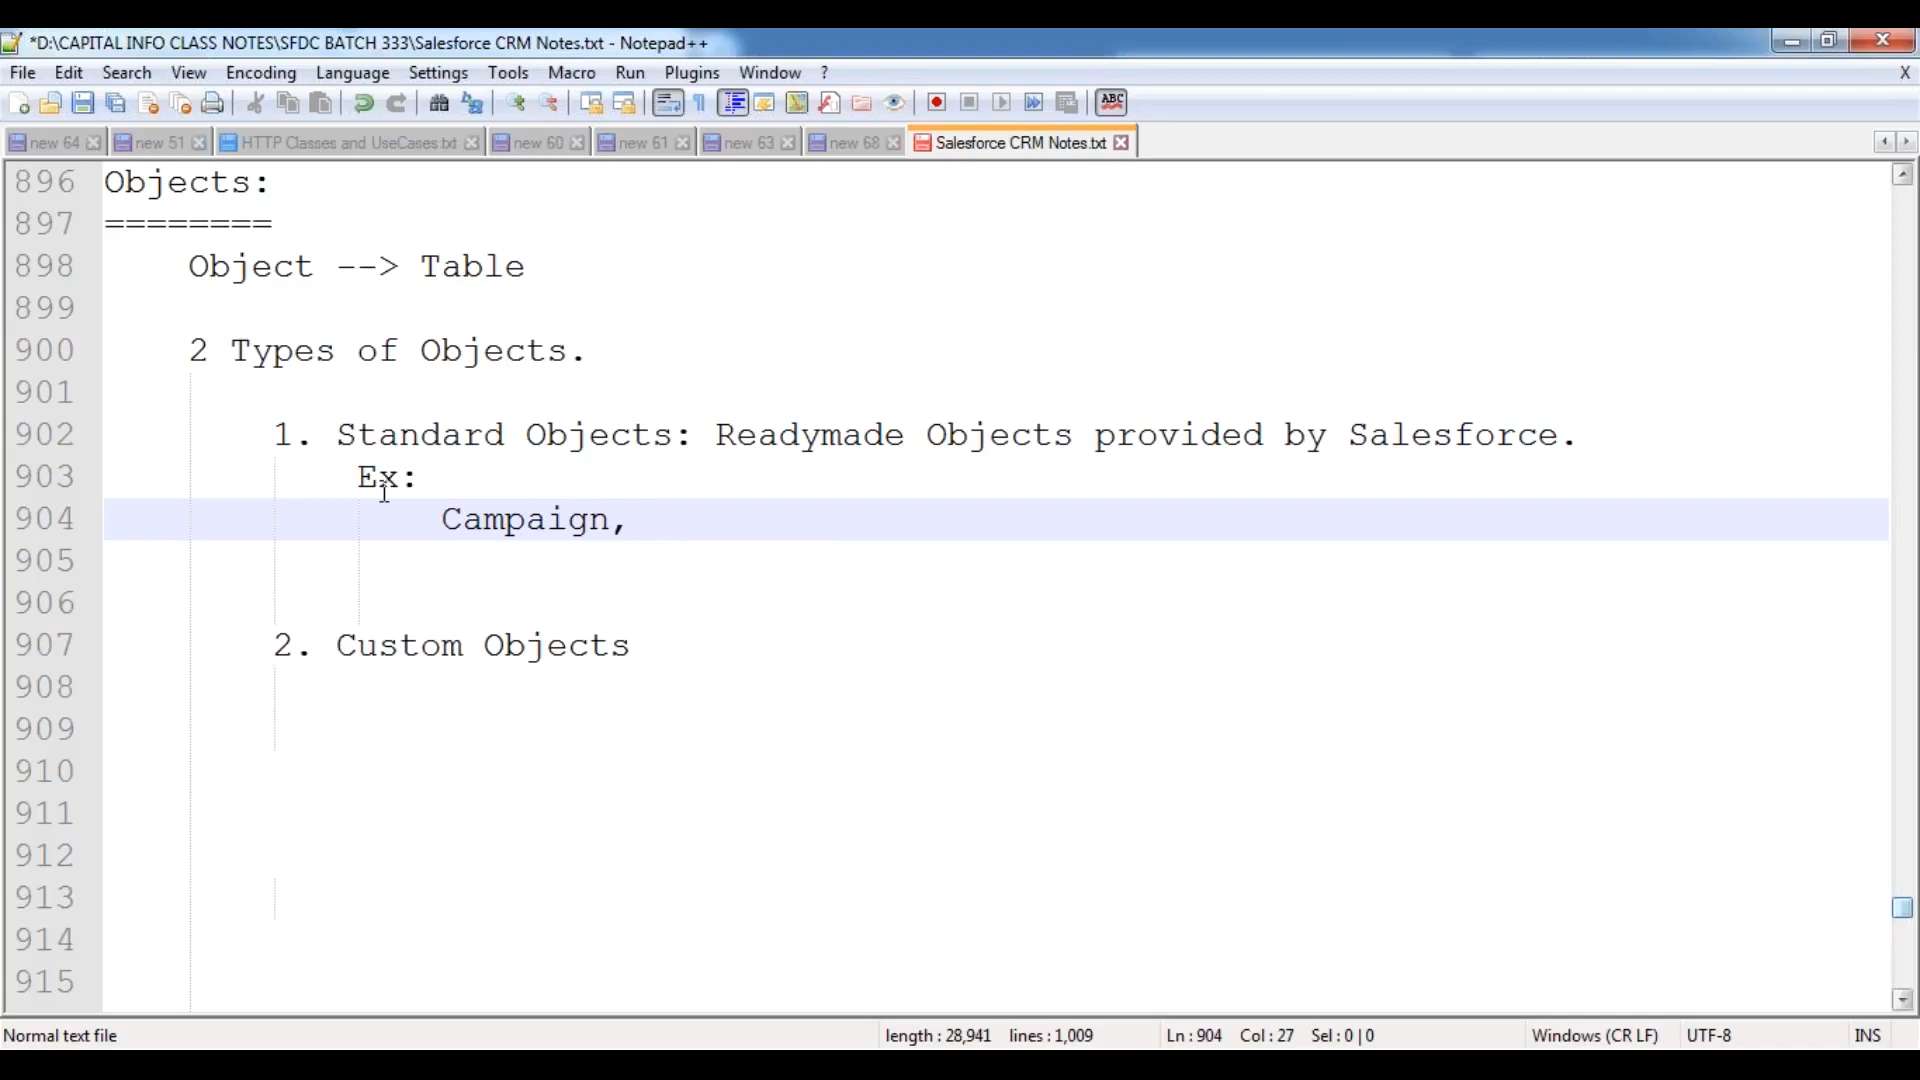 *D:\CAPITAL INFO CLASS NOTES\SFDC BATCH 333\Salesforce CRM Notes.txt - Notepad++
File Edit Search View Encoding Language Settings Tools Macro Run Plugins Window ? X
ABC
new 64 new 51 HTTP Classes and UseCases.txt new 60 new 61 new 63 new 68 Salesforce CRM Notes.txt
896 Objects:
897 ========
898 Object --> Table
899
900 2 Types of Objects.
901
902 1. Standard Objects: Readymade Objects provided by Salesforce.
903 Ex:
904 Campaign,
905
906
907 2. Custom Objects
908
909
910
911
912
913
914
915
Normal text file length : 28,941 lines : 1,009 Ln : 904 Col : 27 Sel : 0 | 0 Windows (CR LF) UTF-8 INS